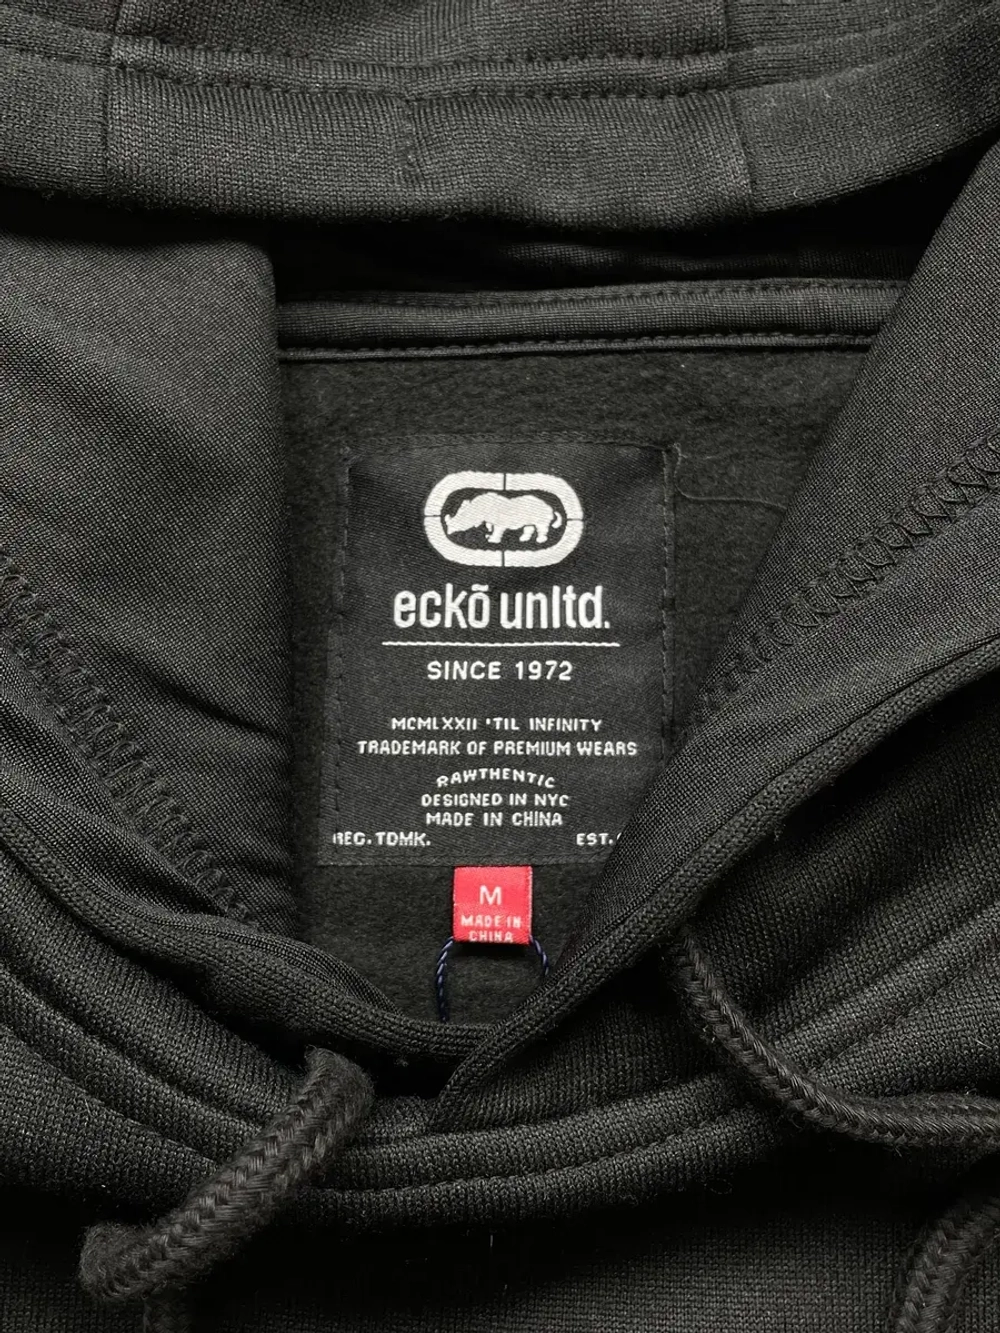 eckō unltd.
SINCE 1972
MCMLXXII 'TIL INFINITY
TRADEMARK OF PREMIUM WEARS
RAWTHENTIC
DESIGNED IN NYC
MADE IN CHINA
REG. TDMK. EST.
M
MADE IN
CHINA